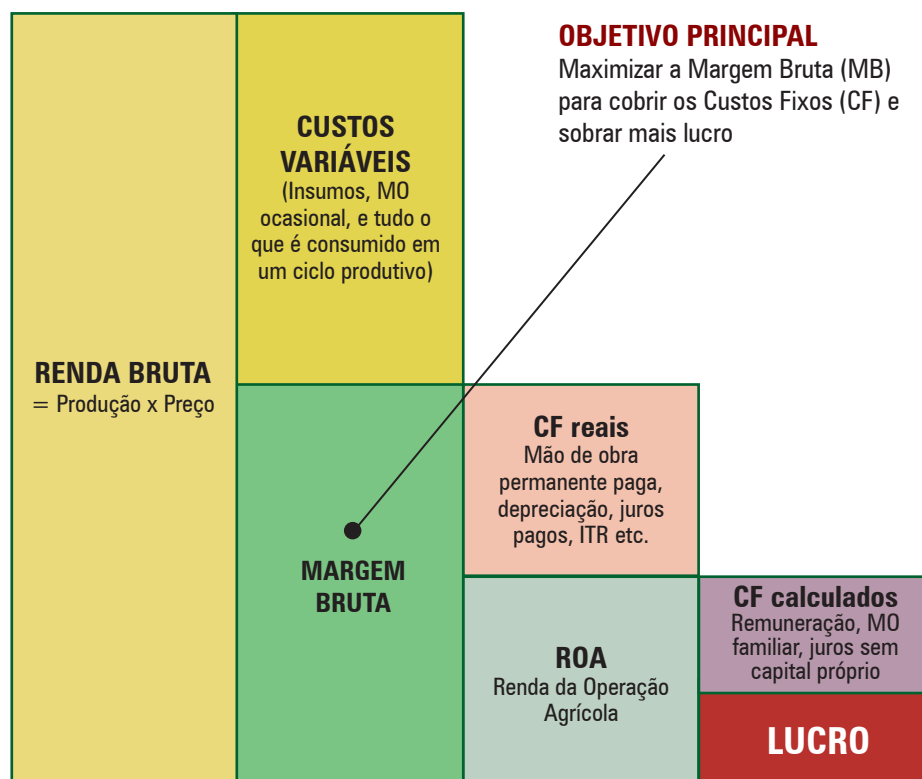 OBJETIVO PRINCIPAL
Maximizar a Margem Bruta (MB)
para cobrir os Custos Fixos (CF) e
sobrar mais lucro
CUSTOS
VARIÁVEIS
(Insumos, MO
ocasional, e tudo o
que é consumido em
um ciclo produtivo)
RENDA BRUTA
= Produção x Preço
MARGEM
BRUTA
CF reais
Mão de obra
permanente paga,
depreciação, juros
pagos, ITR etc.
ROA
Renda da Operação
Agrícola
CF calculados
Remuneração, MO
familiar, juros sem
capital próprio
LUCRO